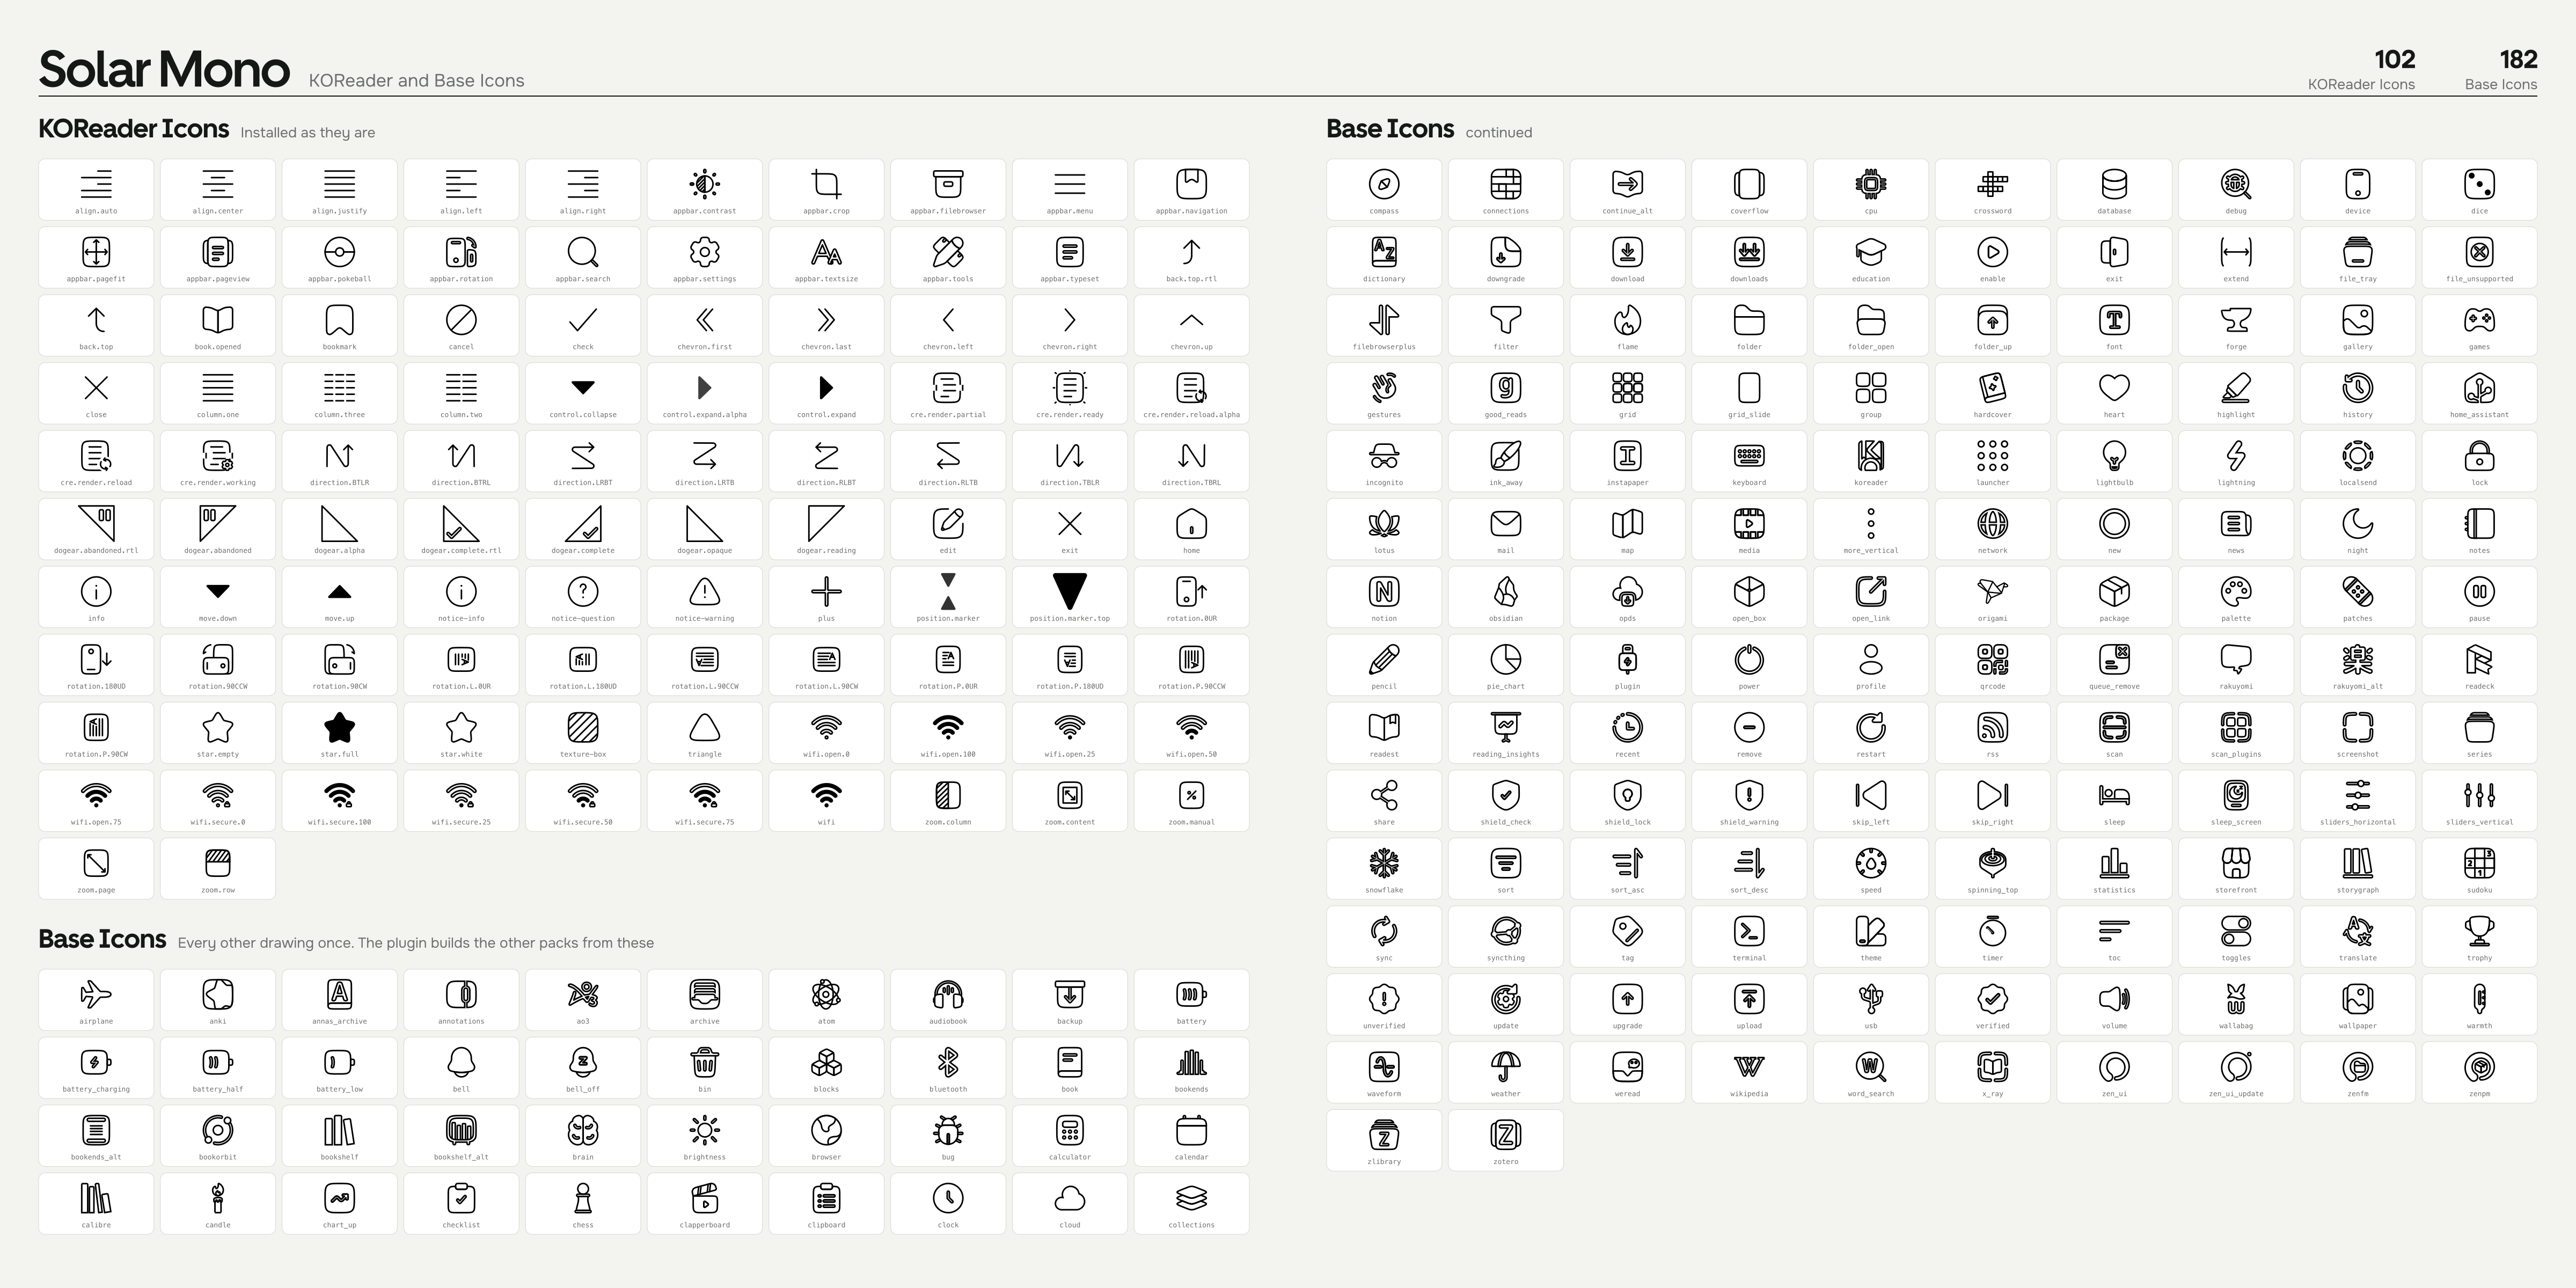 Solar Mono KOReader and Base Icons
102 182
KOReader Icons Base Icons
KOReader Icons Installed as they are
align.auto align.center align.justify align.left align.right appbar.contrast appbar.crop appbar.filebrowser appbar.menu appbar.navigation
appbar.pagefit appbar.pageview appbar.pokeball appbar.rotation appbar.search appbar.settings appbar.textsize appbar.tools appbar.typeset back.top.rtl
back.top book.opened bookmark cancel check chevron.first chevron.last chevron.left chevron.right chevron.up
close column.one column.three column.two control.collapse control.expand.alpha control.expand cre.render.partial cre.render.ready cre.render.reload.alpha
cre.render.reload cre.render.working direction.BTLR direction.BTRL direction.LRBT direction.LRTB direction.RLBT direction.RLTB direction.TBLR direction.TBRL
dogear.abandoned.rtl dogear.abandoned dogear.alpha dogear.complete.rtl dogear.complete dogear.opaque dogear.reading edit exit home
info move.down move.up notice-info notice-question notice-warning plus position.marker position.marker.top rotation.0UR
rotation.180UD rotation.90CCW rotation.90CW rotation.L.0UR rotation.L.180UD rotation.L.90CCW rotation.L.90CW rotation.P.0UR rotation.P.180UD rotation.P.90CCW
rotation.P.90CW star.empty star.full star.white texture-box triangle wifi.open.0 wifi.open.100 wifi.open.25 wifi.open.50
wifi.open.75 wifi.secure.0 wifi.secure.100 wifi.secure.25 wifi.secure.50 wifi.secure.75 wifi zoom.column zoom.content zoom.manual
zoom.page zoom.row
Base Icons Every other drawing once. The plugin builds the other packs from these
airplane anki annas_archive annotations ao3 archive atom audiobook backup battery
battery_charging battery_half battery_low bell bell_off bin blocks bluetooth book bookends
bookends_alt bookorbit bookshelf bookshelf_alt brain brightness browser bug calculator calendar
calibre candle chart_up checklist chess clapperboard clipboard clock cloud collections
Base Icons continued
compass connections continue_alt coverflow cpu crossword database debug device dice
dictionary downgrade download downloads education enable exit extend file_tray file_unsupported
filebrowserplus filter flame folder folder_open folder_up font forge gallery games
gestures good_reads grid grid_slide group hardcover heart highlight history home_assistant
incognito ink_away instapaper keyboard koreader launcher lightbulb lightning localsend lock
lotus mail map media more_vertical network new news night notes
notion obsidian opds open_box open_link origami package palette patches pause
pencil pie_chart plugin power profile qrcode queue_remove rakuyomi rakuyomi_alt readeck
readest reading_insights recent remove restart rss scan scan_plugins screenshot series
share shield_check shield_lock shield_warning skip_left skip_right sleep sleep_screen sliders_horizontal sliders_vertical
snowflake sort sort_asc sort_desc speed spinning_top statistics storefront storygraph sudoku
sync syncthing tag terminal theme timer toc toggles translate trophy
unverified update upgrade upload usb verified volume wallabag wallpaper warmth
waveform weather weread wikipedia word_search x_ray zen_ui zen_ui_update zenfm zenpm
zlibrary zotero